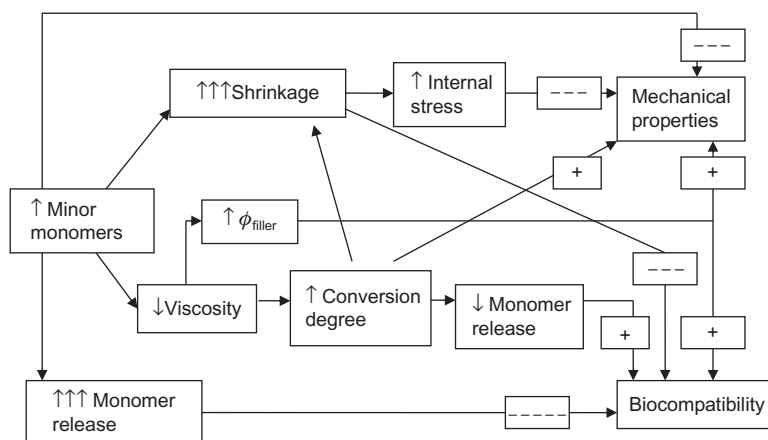 – – –
↑↑↑Shrinkage
↑ Internal
stress
– – –
Mechanical
properties
+
+
↑ Minor
monomers
↑ ϕfiller
– – –
↓Viscosity
↑ Conversion
degree
↓ Monomer
release
+
+
↑↑↑ Monomer
release
– – – – –
Biocompatibility